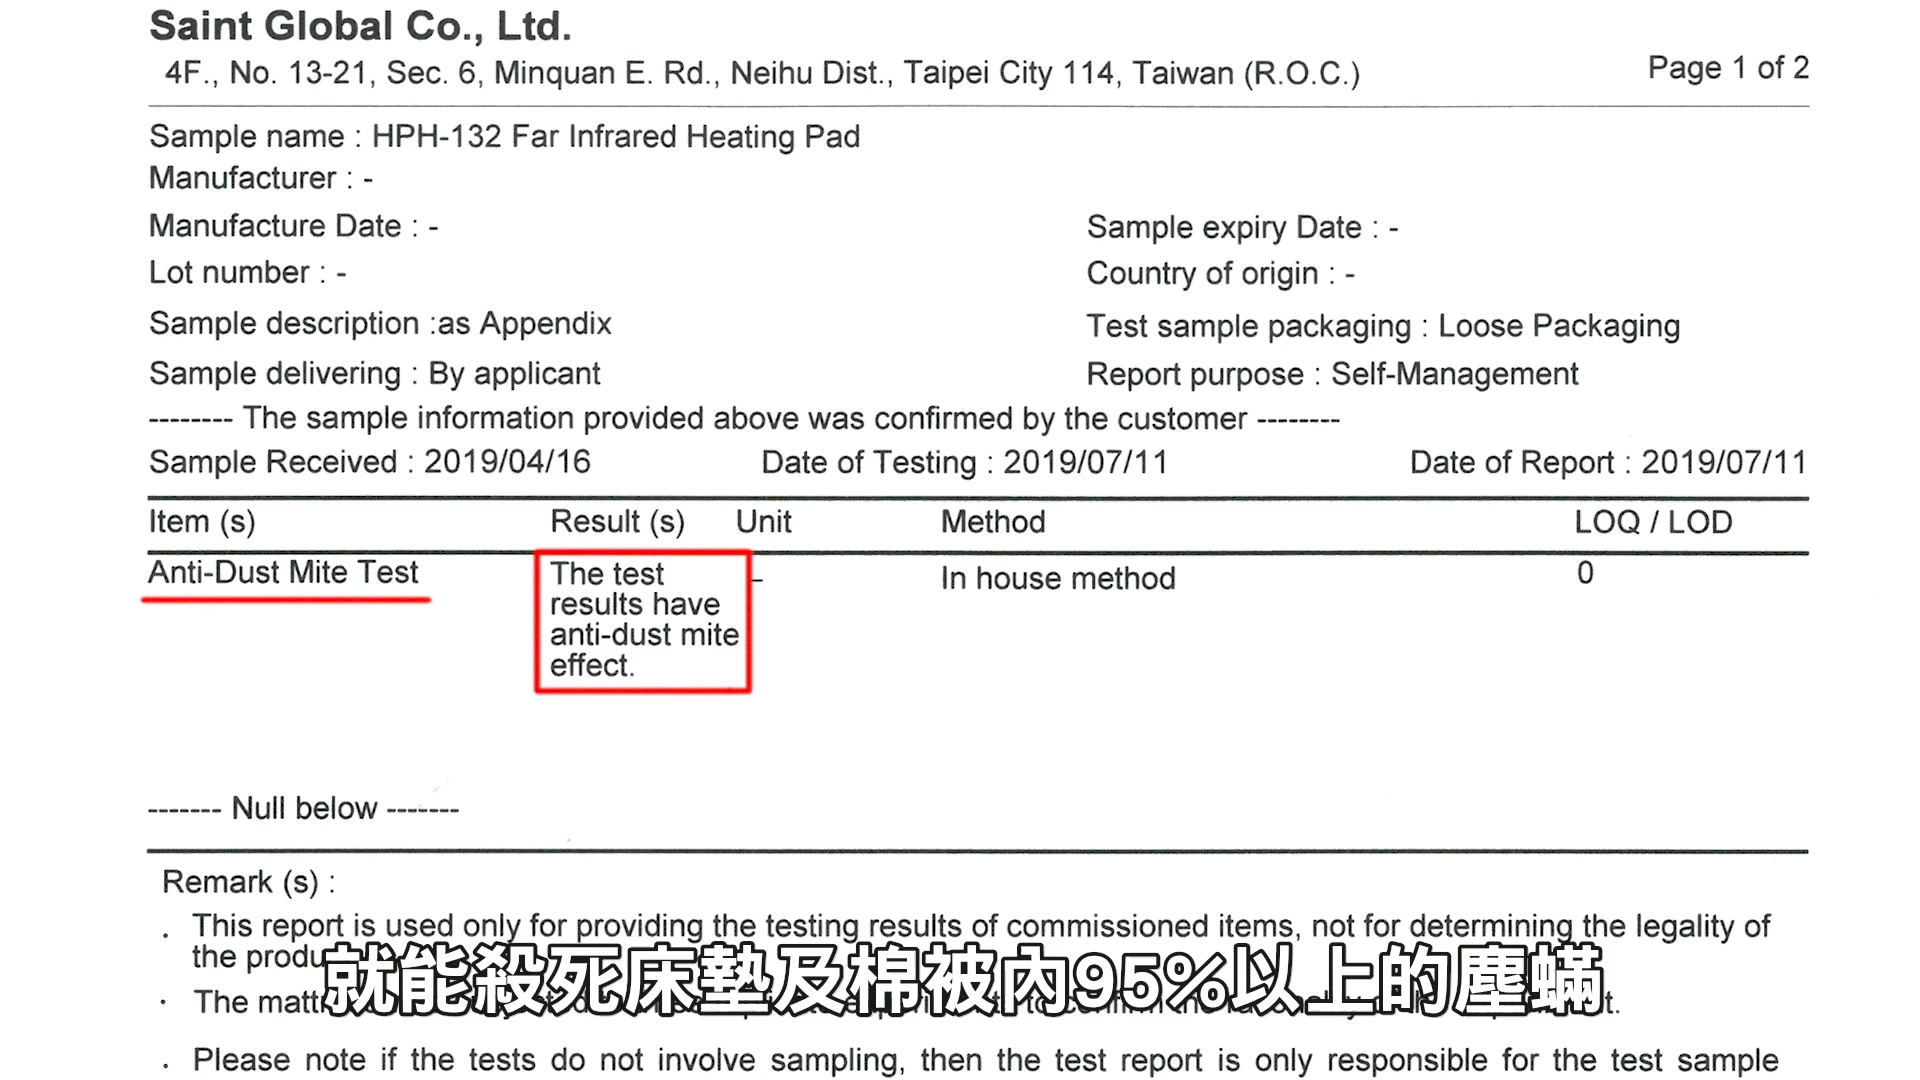 Saint Global Co., Ltd.
4F., No. 13-21, Sec. 6, Minquan E. Rd., Neihu Dist., Taipei City 114, Taiwan (R.O.C.)
Page 1 of 2
Sample name : HPH-132 Far Infrared Heating Pad
Manufacturer : -
Manufacture Date : -
Sample expiry Date : -
Lot number : -
Country of origin : -
Sample description :as Appendix
Test sample packaging : Loose Packaging
Sample delivering : By applicant
Report purpose : Self-Management
-------- The sample information provided above was confirmed by the customer --------
Sample Received : 2019/04/16 Date of Testing : 2019/07/11 Date of Report : 2019/07/11
Item (s) Result (s) Unit Method LOQ / LOD
Anti-Dust Mite Test
The test
results have
anti-dust mite
effect.
-
In house method
0
------- Null below -------
Remark (s) :
. This report is used only for providing the testing results of commissioned items, not for determining the legality of
the
就能殺死床墊及棉被內95%以上的塵蟎
· The
. Please note if the tests do not involve sampling, then the test report is only responsible for the test sample